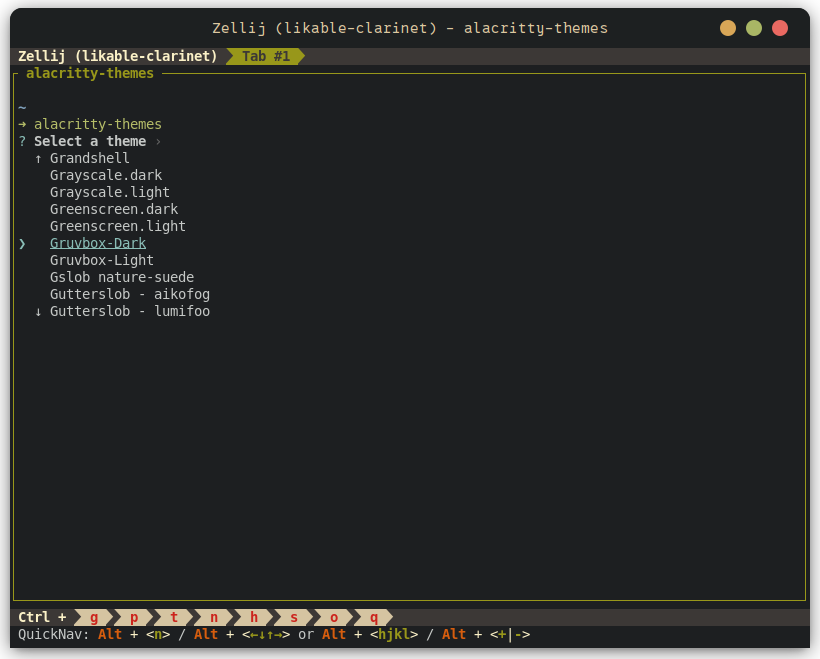 Zellij (likable-clarinet) - alacritty-themes
Zellij (likable-clarinet) Tab #1
alacritty-themes
~
➜ alacritty-themes
? Select a theme ›
↑ Grandshell
Grayscale.dark
Grayscale.light
Greenscreen.dark
Greenscreen.light
❯ Gruvbox-Dark
Gruvbox-Light
Gslob nature-suede
Gutterslob - aikofog
↓ Gutterslob - lumifoo
Ctrl + g p t n h s o q
QuickNav: Alt + <n> / Alt + <←↓↑→> or Alt + <hjkl> / Alt + <+|->